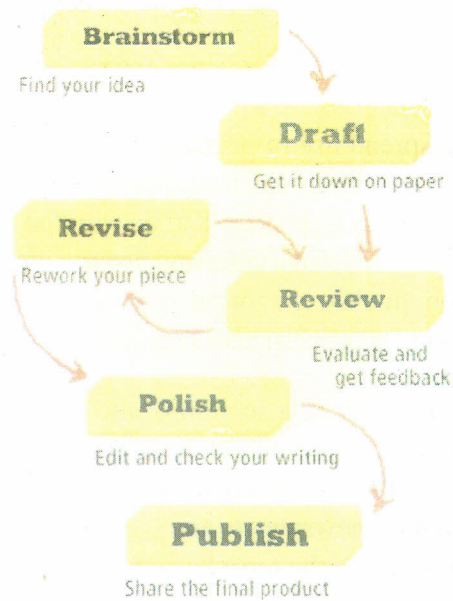 Brainstorm
Find your idea
Draft
Get it down on paper
Revise
Rework your piece
Review
Evaluate and
get feedback
Polish
Edit and check your writing
Publish
Share the final product